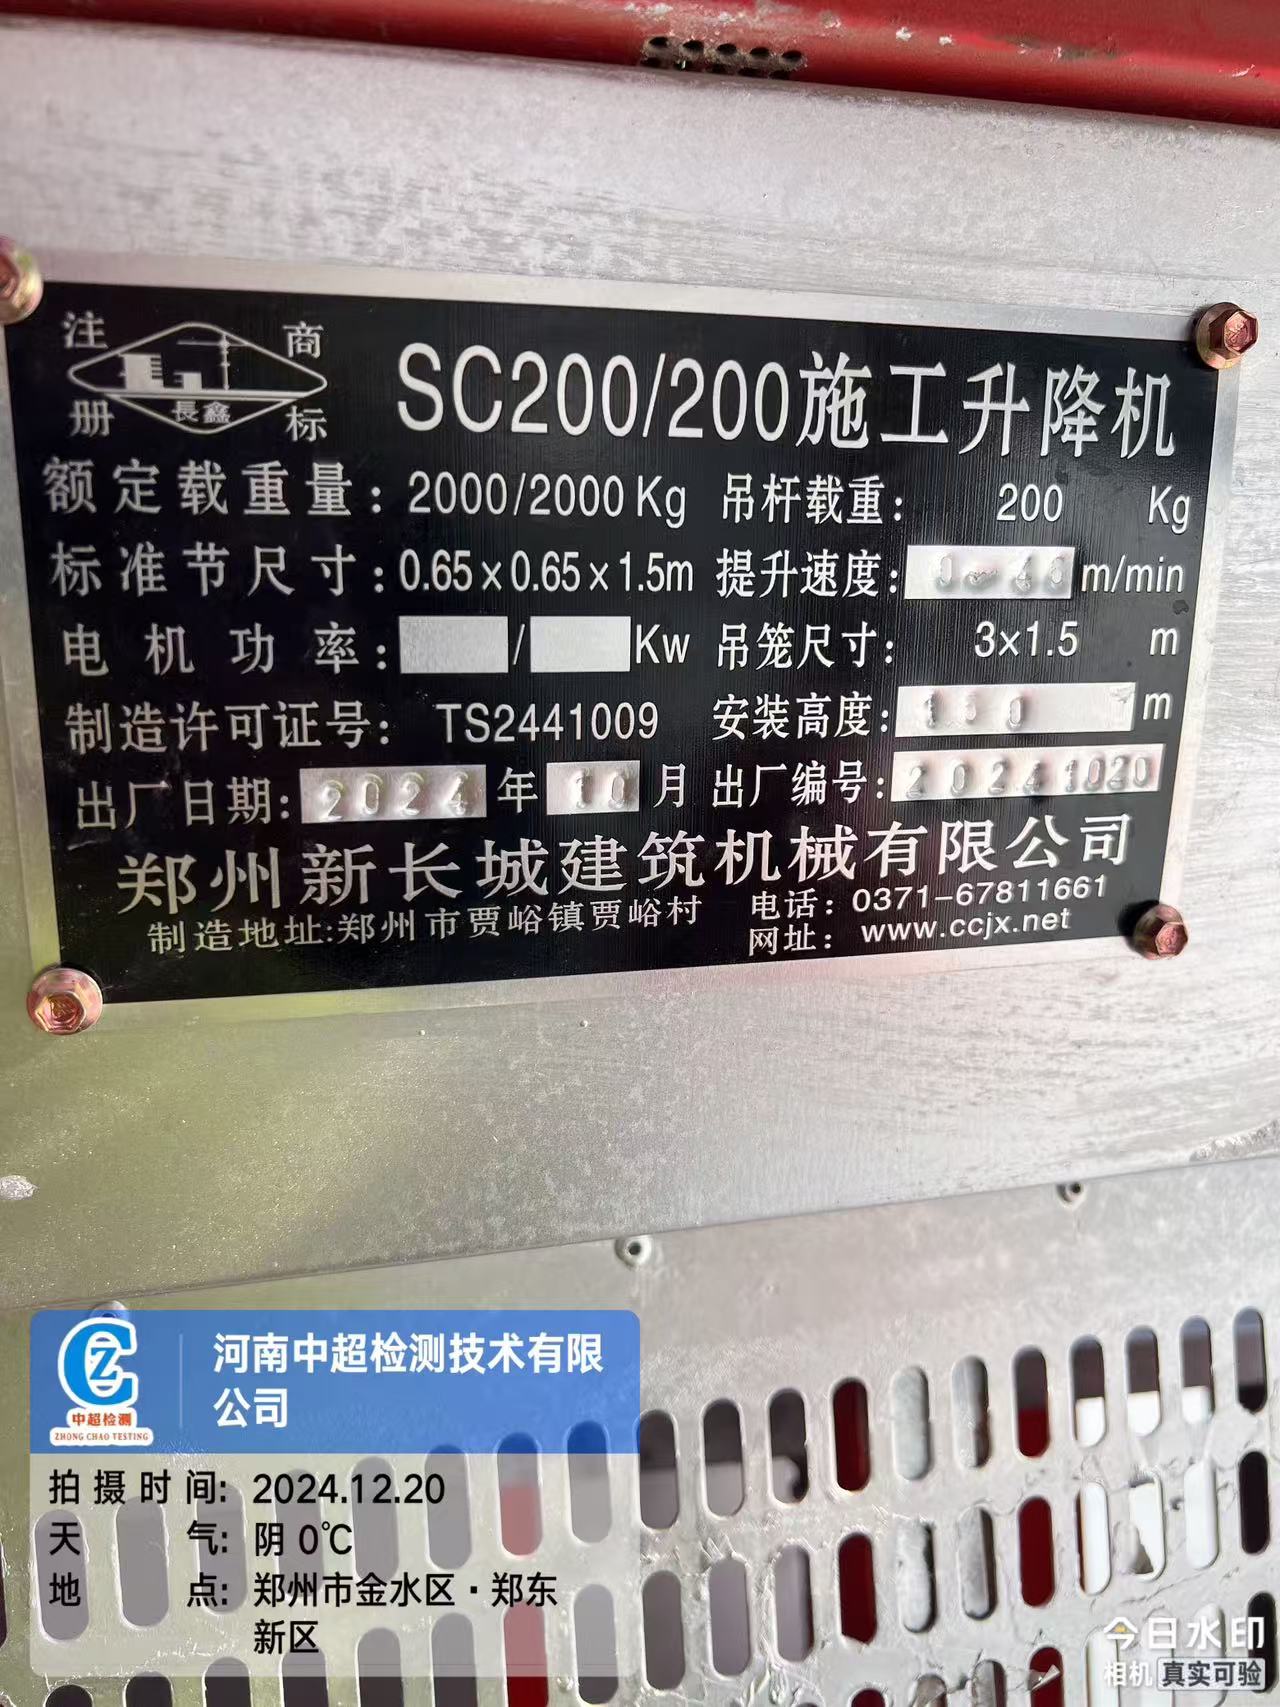 注 商
册 标
長鑫
SC200/200施工升降机
额定载重量：2000/2000Kg 吊杆载重： 200 Kg
标准节尺寸：0.65×0.65×1.5m 提升速度： m/min
电机功率： / Kw 吊笼尺寸： 3×1.5 m
制造许可证号： TS2441009 安装高度： m
出厂日期：2024年10月 出厂编号：20241020
郑州新长城建筑机械有限公司
制造地址:郑州市贾峪镇贾峪村 电话：0371-67811661
网址：www.ccjx.net
河南中超检测技术有限
公司
中超检测
ZHONG CHAO TESTING
拍摄时间: 2024.12.20
天气: 阴 0℃
地点: 郑州市金水区·郑东
新区
今日水印
相机 真实可验